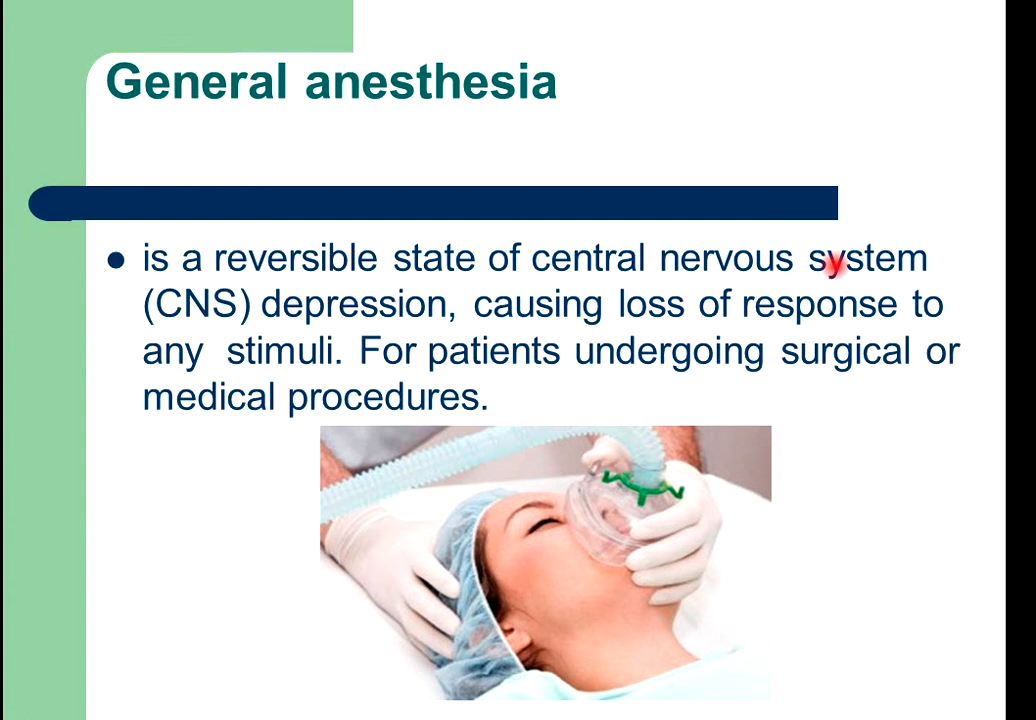 General anesthesia
is a reversible state of central nervous system
(CNS) depression, causing loss of response to
any stimuli. For patients undergoing surgical or
medical procedures.